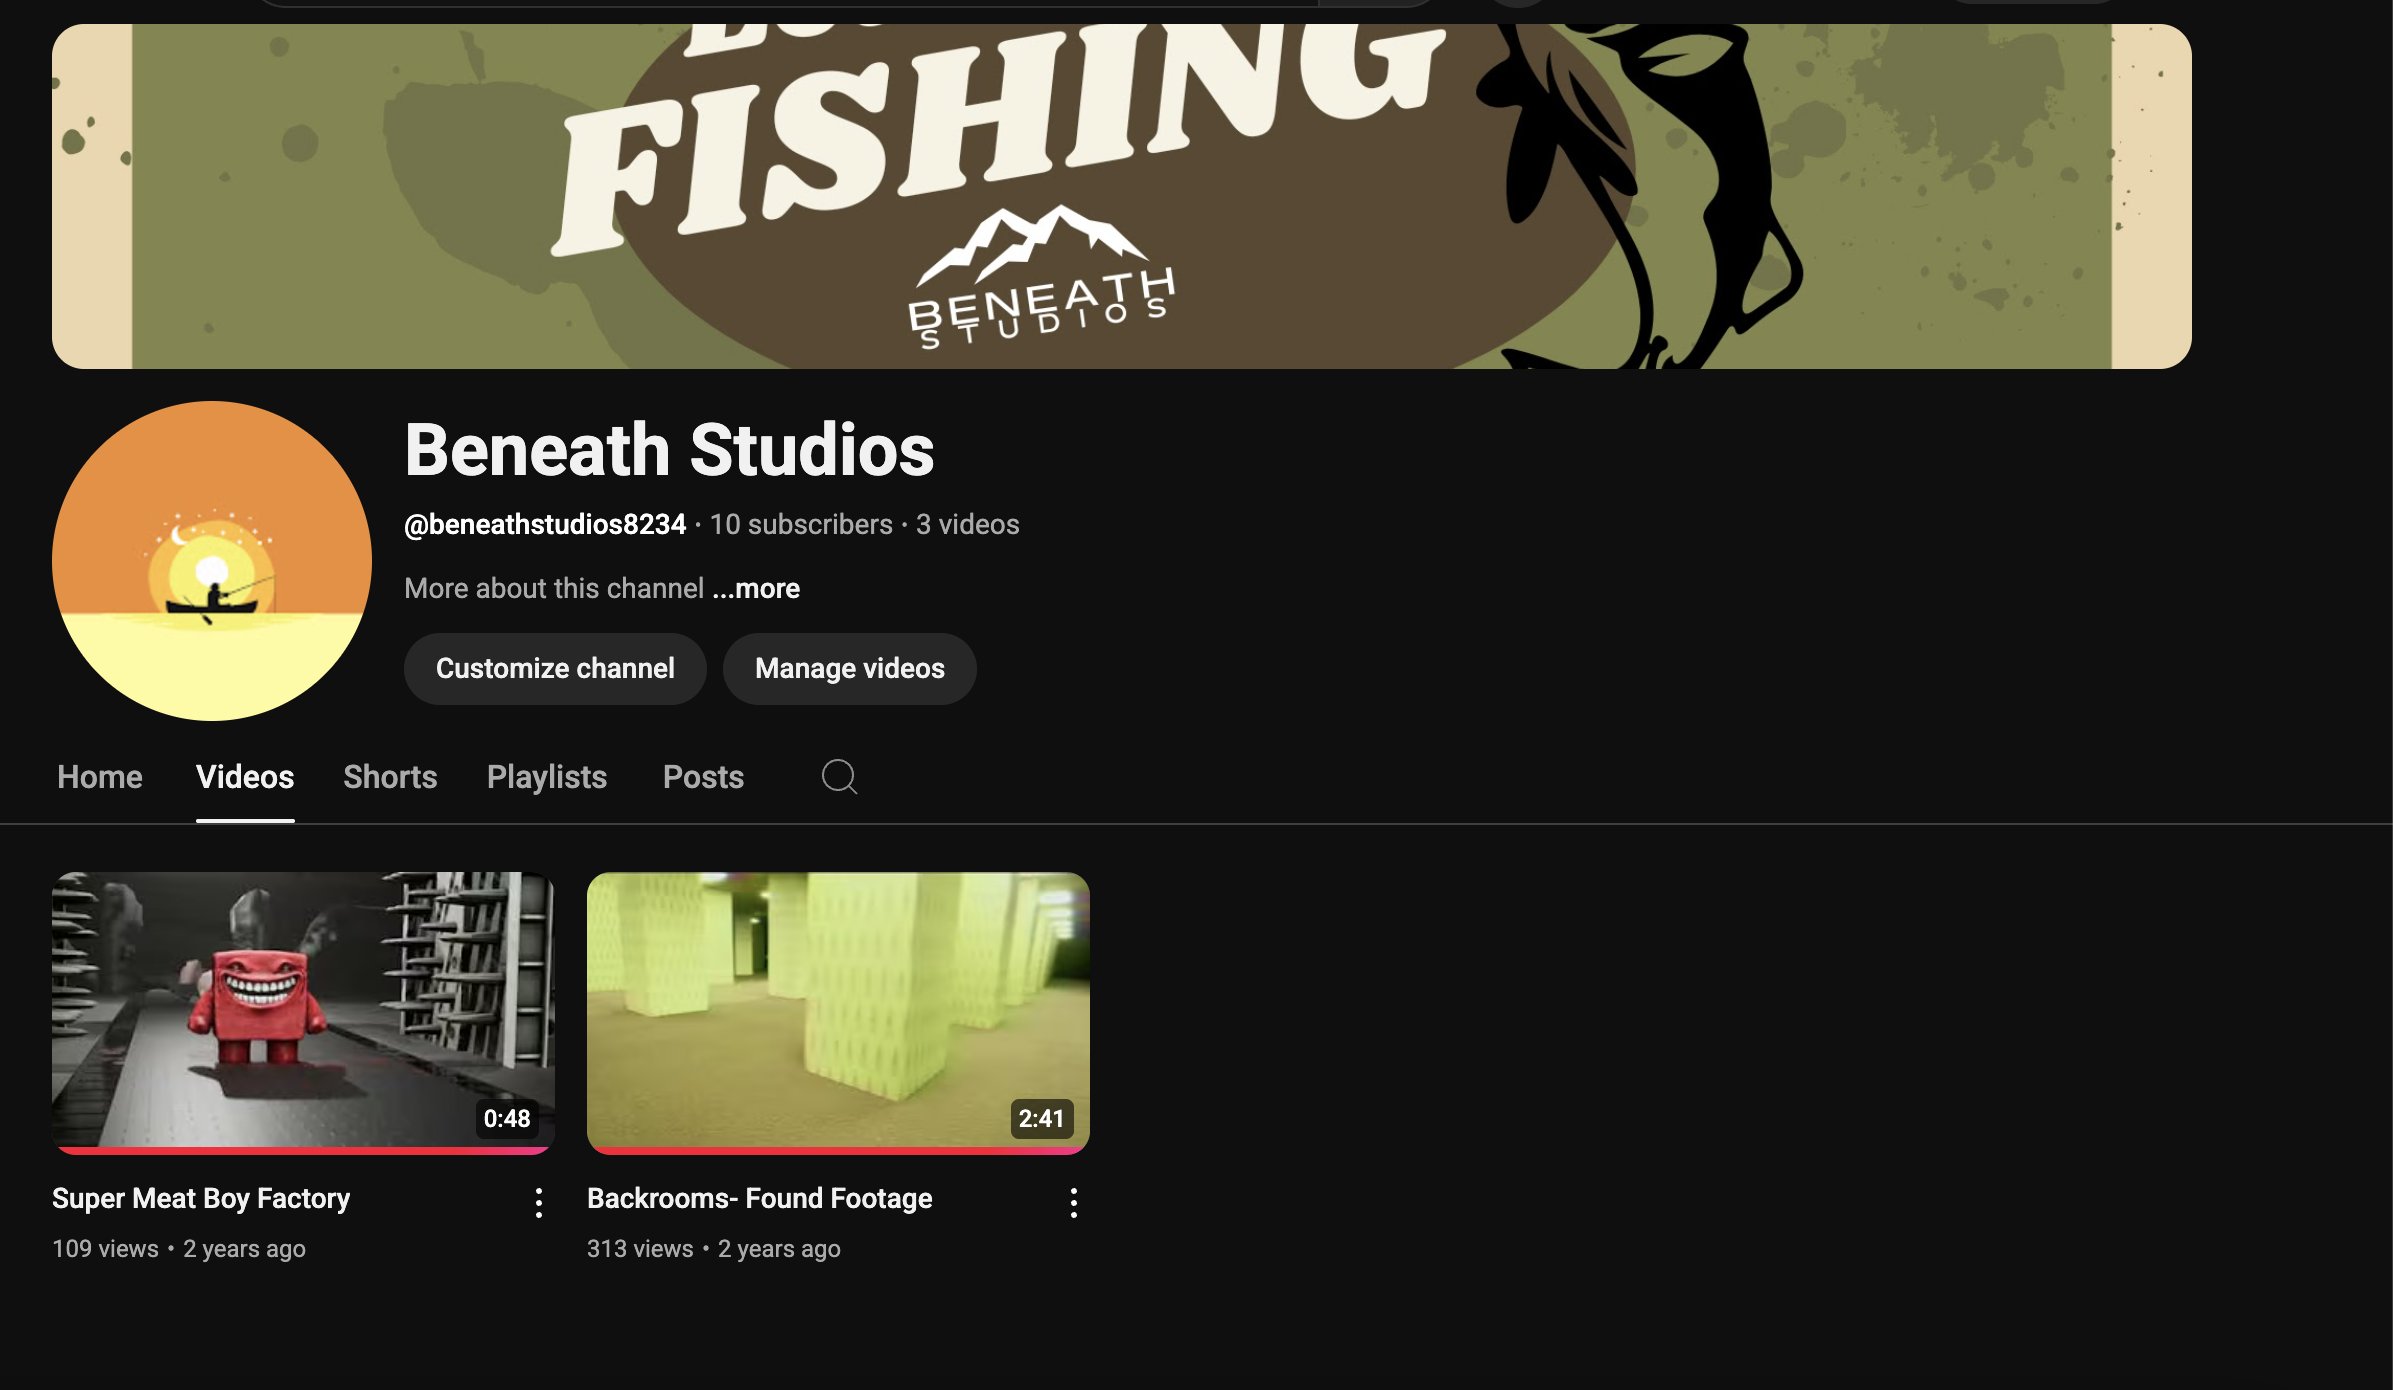 FISHING
BENEATH
STUDIOS
Beneath Studios
@beneathstudios8234 · 10 subscribers · 3 videos
More about this channel ...more
Customize channel
Manage videos
Home Videos Shorts Playlists Posts
0:48
2:41
Super Meat Boy Factory
109 views • 2 years ago
Backrooms- Found Footage
313 views • 2 years ago